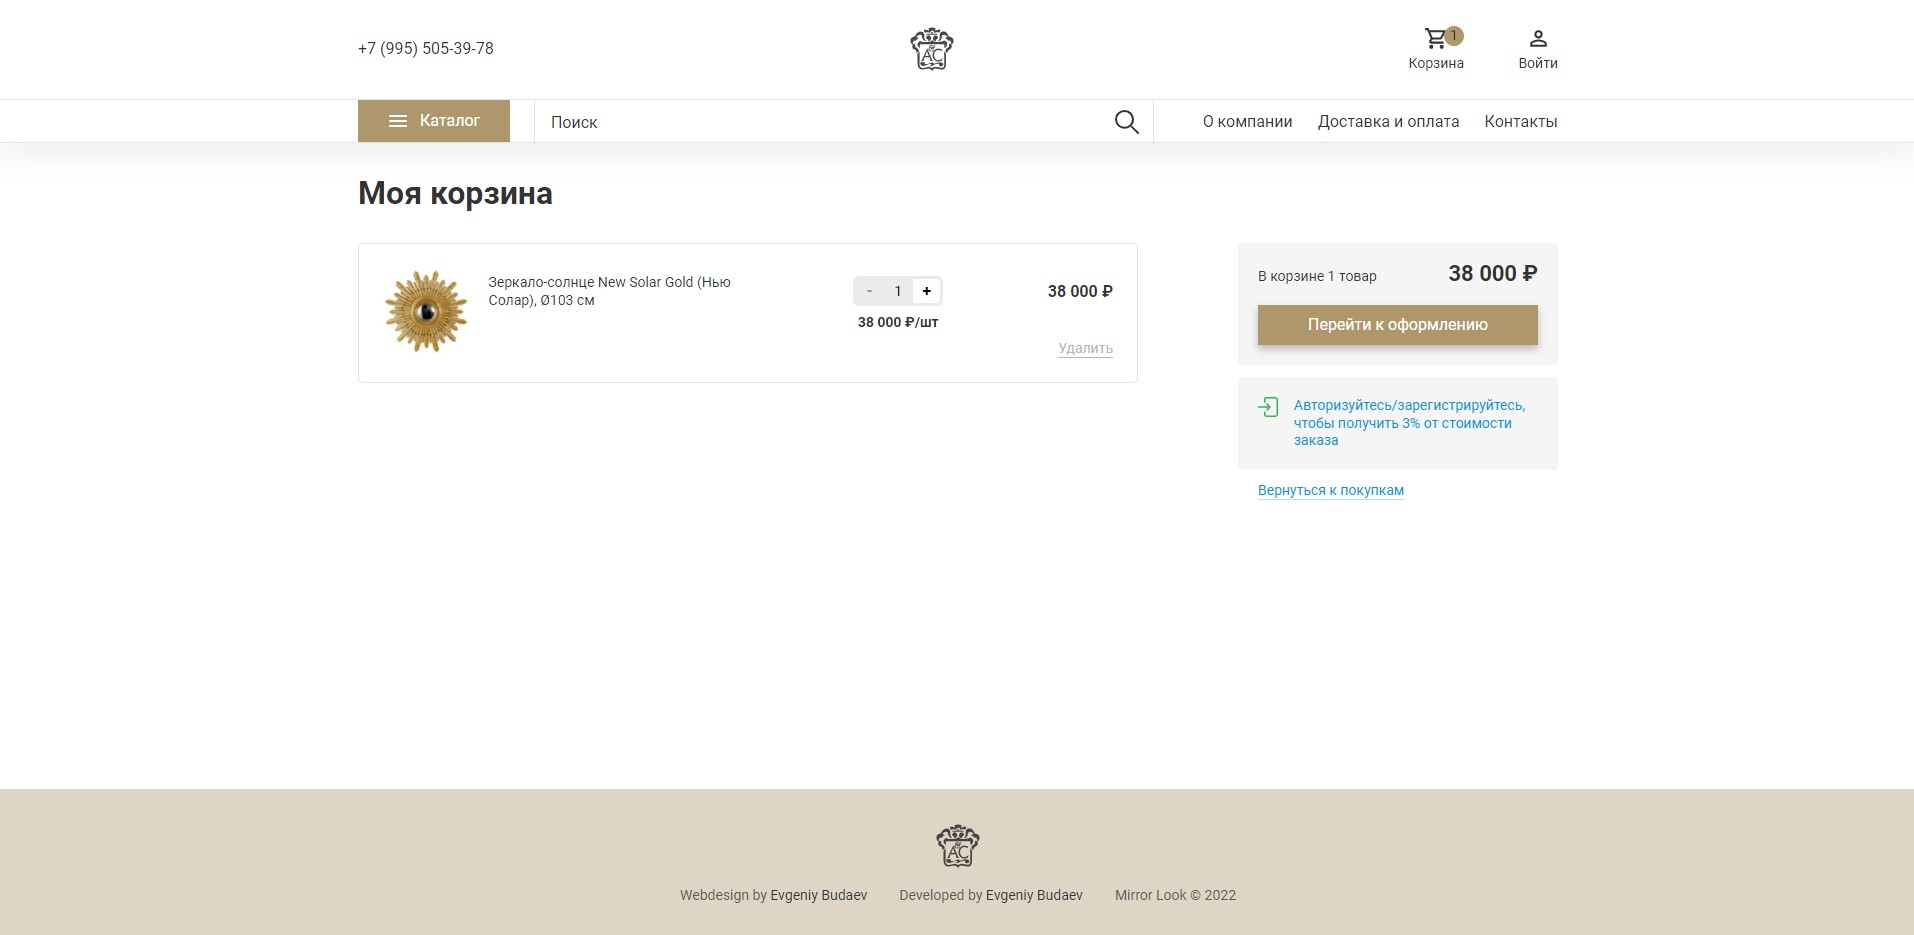 +7 (995) 505-39-78
AC
1
Корзина
Войти
Каталог
Поиск
О компании
Доставка и оплата
Контакты
Моя корзина
Зеркало-солнце New Solar Gold (Нью
Солар), Ø103 см
- 1 +
38 000 ₽/шт
38 000 ₽
Удалить
В корзине 1 товар
38 000 ₽
Перейти к оформлению
Авторизуйтесь/зарегистрируйтесь,
чтобы получить 3% от стоимости
заказа
Вернуться к покупкам
AC
Webdesign by Evgeniy Budaev
Developed by Evgeniy Budaev
Mirror Look © 2022